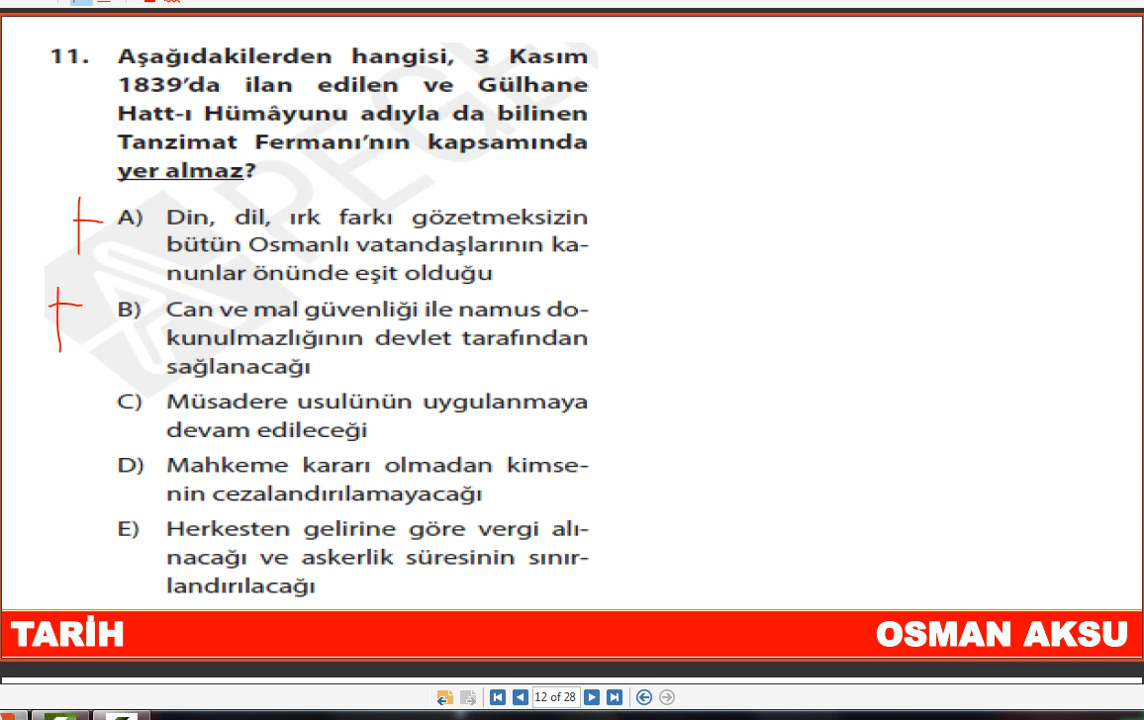 11. Aşağıdakilerden hangisi, 3 Kasım
1839’da ilan edilen ve Gülhane
Hatt-ı Hümâyunu adıyla da bilinen
Tanzimat Fermanı’nın kapsamında
yer almaz?
A) Din, dil, ırk farkı gözetmeksizin
bütün Osmanlı vatandaşlarının ka-
nunlar önünde eşit olduğu
B) Can ve mal güvenliği ile namus do-
kunulmazlığının devlet tarafından
sağlanacağı
C) Müsadere usulünün uygulanmaya
devam edileceği
D) Mahkeme kararı olmadan kimse-
nin cezalandırılamayacağı
E) Herkesten gelirine göre vergi alı-
nacağı ve askerlik süresinin sınır-
landırılacağı
TARİH OSMAN AKSU
12 of 28